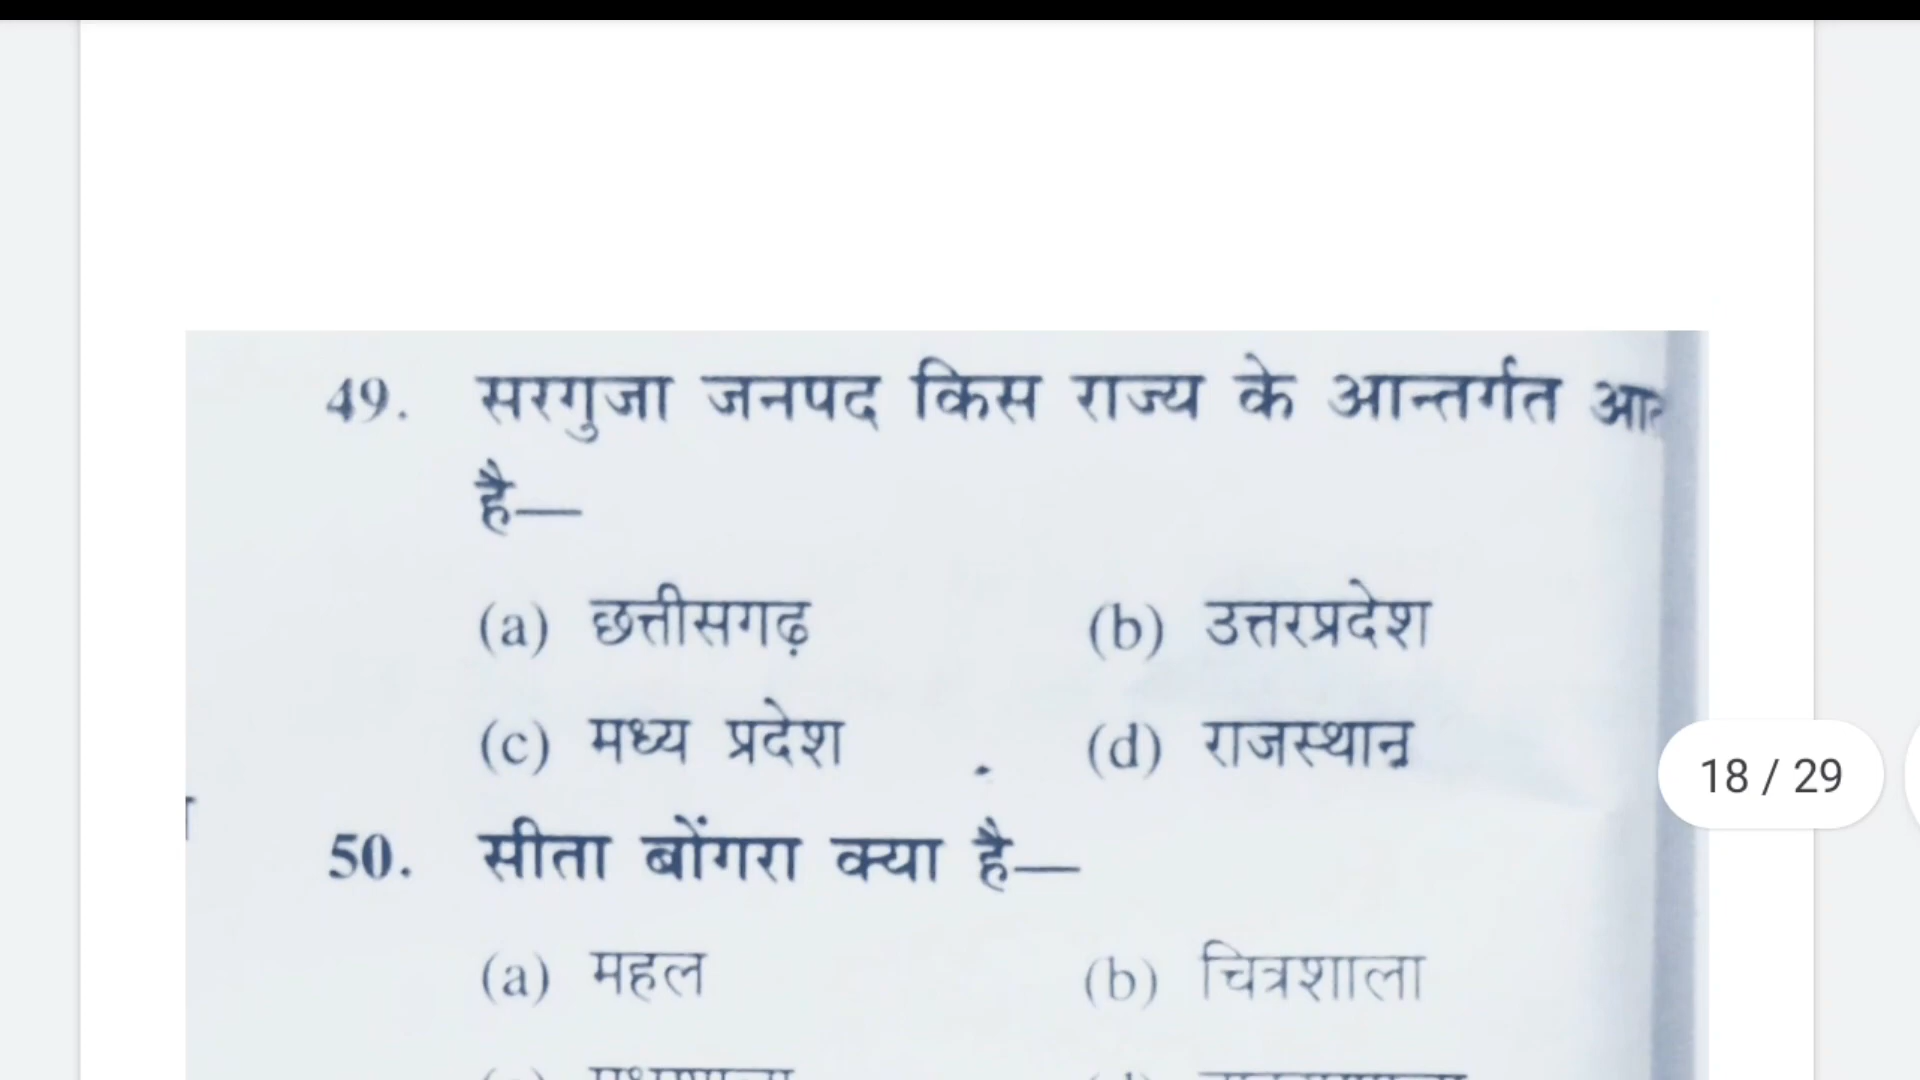 49. सरगुजा जनपद किस राज्य के आन्तर्गत
है—
(a) छत्तीसगढ़ (b) उत्तरप्रदेश
(c) मध्य प्रदेश (d) राजस्थान
18 / 29
50. सीता बोंगरा क्या है—
(a) महल (b) चित्रशाला